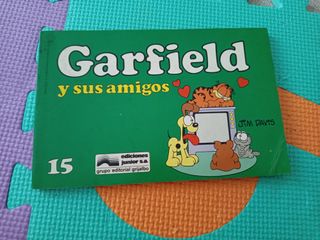 Garfield
y sus amigos
JIM DAVIS
15
ediciones
junior s.a.
grupo editorial grijalbo